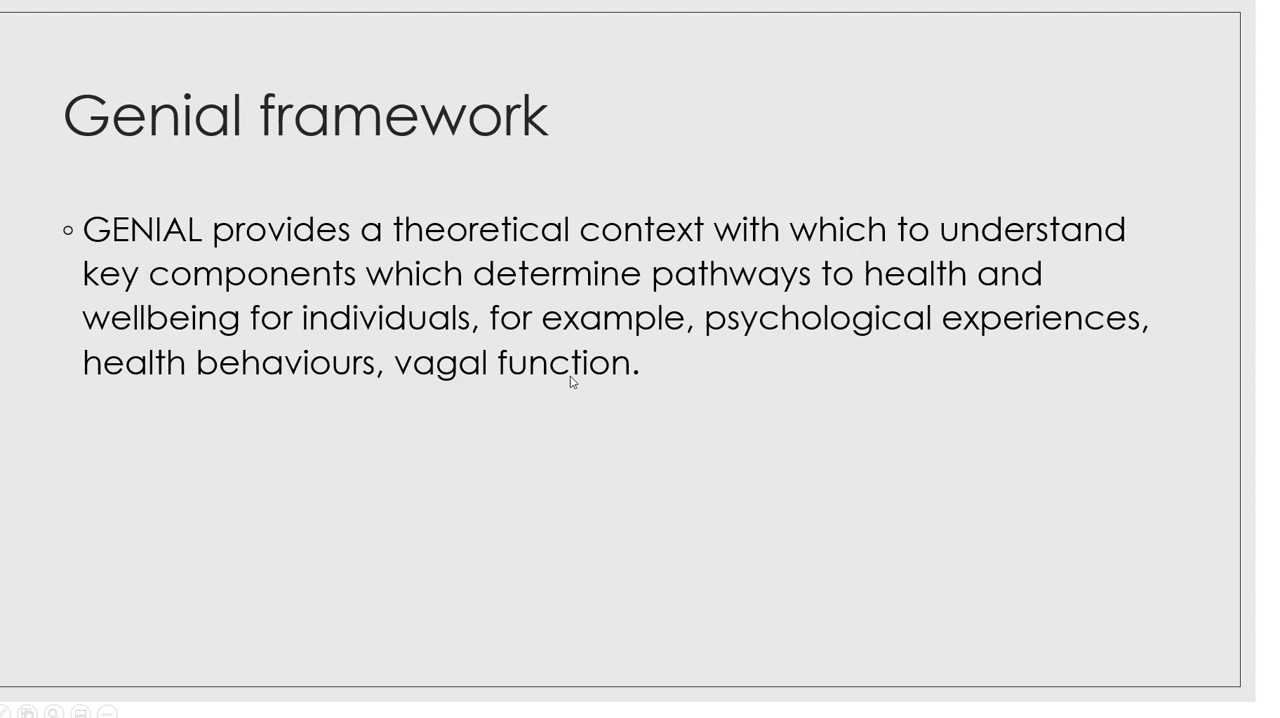 Genial framework
◦ GENIAL provides a theoretical context with which to understand
key components which determine pathways to health and
wellbeing for individuals, for example, psychological experiences,
health behaviours, vagal function.